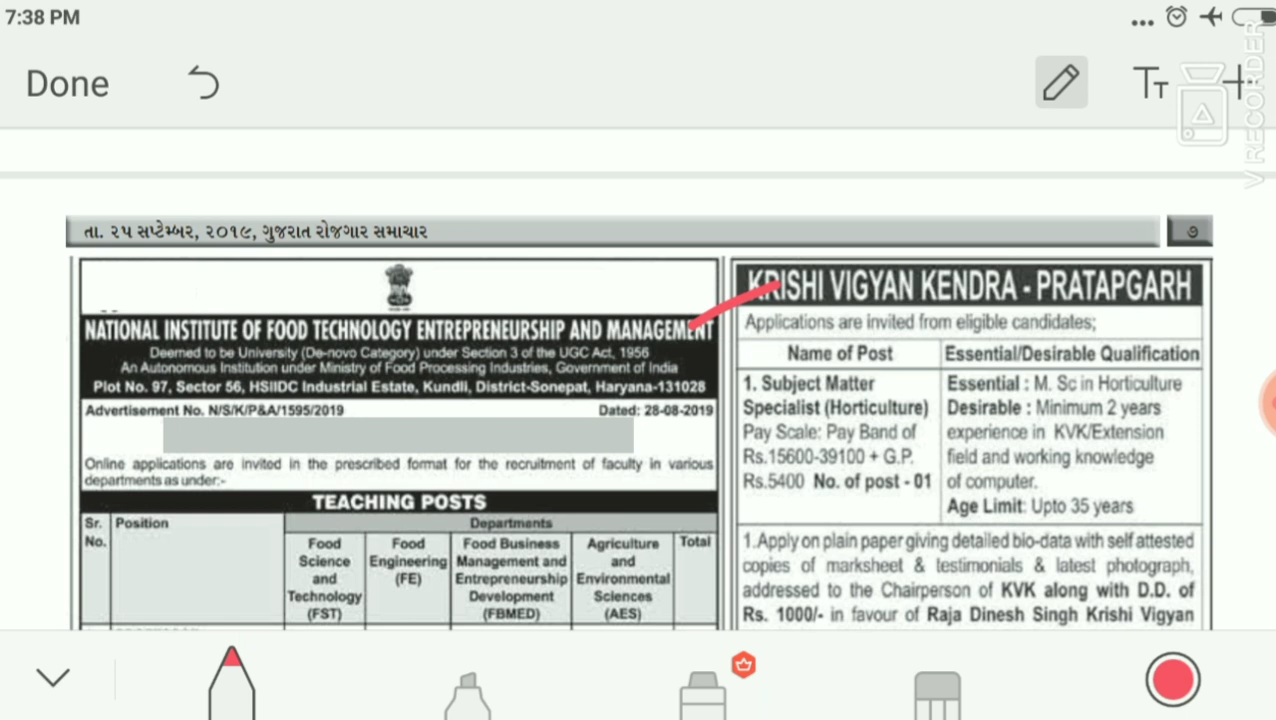 7:38 PM
Done
V RECORDER
તા. ૨૫ સપ્ટેમ્બર, ૨૦૧૯, ગુજરાત રોજગાર સમાચાર
૭
NATIONAL INSTITUTE OF FOOD TECHNOLOGY ENTREPRENEURSHIP AND MANAGEMENT
Deemed to be University (De-novo Category) under Section 3 of the UGC Act, 1956
An Autonomous Institution under Ministry of Food Processing Industries, Government of India
Plot No. 97, Sector 56, HSIIDC Industrial Estate, Kundli, District-Sonepat, Haryana-131028
Advertisement No. N/S/K/P&A/1595/2019 Dated: 28-08-2019
Online applications are invited in the prescribed format for the recruitment of faculty in various
departments as under:-
TEACHING POSTS
Sr. No.
Position
Departments
Food Science and Technology (FST)
Food Engineering (FE)
Food Business Management and Entrepreneurship Development (FBMED)
Agriculture and Environmental Sciences (AES)
Total
KRISHI VIGYAN KENDRA - PRATAPGARH
Applications are invited from eligible candidates;
Name of Post
Essential/Desirable Qualification
1. Subject Matter
Specialist (Horticulture)
Pay Scale: Pay Band of
Rs.15600-39100 + G.P.
Rs.5400 No. of post - 01
Essential : M. Sc in Horticulture
Desirable : Minimum 2 years
experience in KVK/Extension
field and working knowledge
of computer.
Age Limit: Upto 35 years
1.Apply on plain paper giving detailed bio-data with self attested
copies of marksheet & testimonials & latest photograph,
addressed to the Chairperson of KVK along with D.D. of
Rs. 1000/- in favour of Raja Dinesh Singh Krishi Vigyan